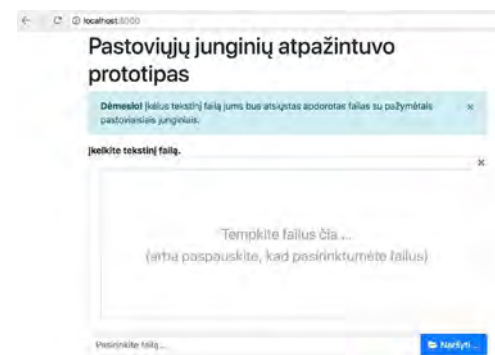 localhost:5000
Pastoviųjų junginių atpažintuvo
prototipas
Dėmesio! Įkėlus tekstinį failą jums bus atsiųstas apdorotas failas su pažymėtais
pastoviaisiais junginiais.
Įkelkite tekstinį failą.
Tempkite failus čia ...
(arba paspauskite, kad pasirinktumėte failus)
Pasirinkite failą... Naršyti ...